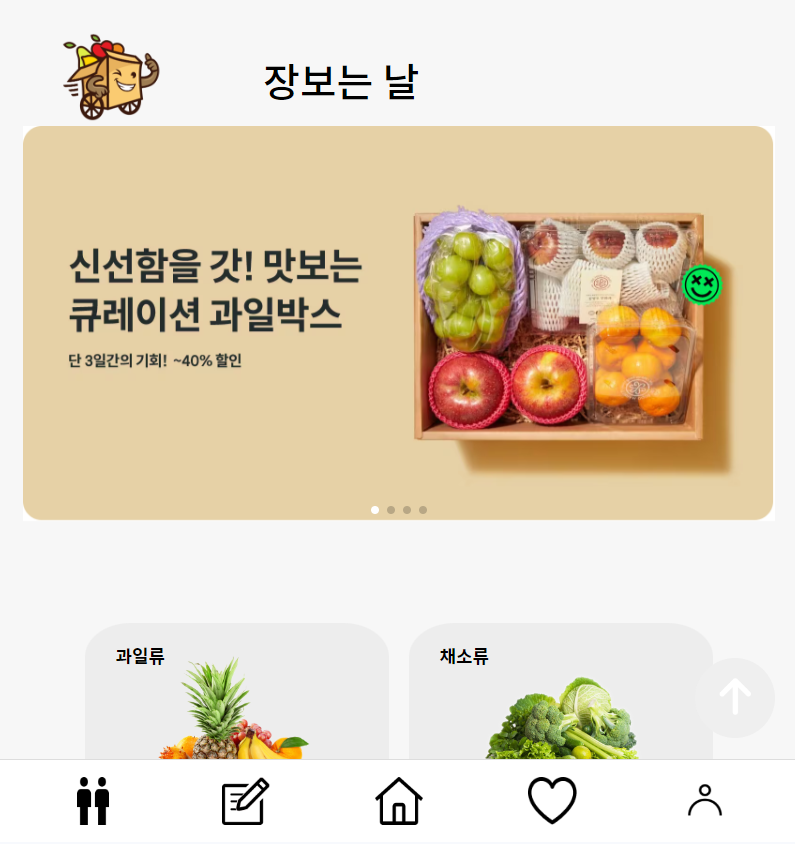 장보는 날
신선함을 갓! 맛보는
큐레이션 과일박스
단 3일간의 기회! ~40% 할인
과일류
채소류